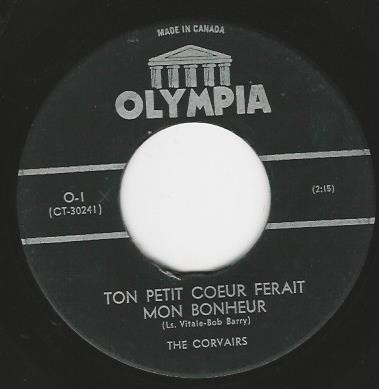 MADE IN CANADA
OLYMPIA
O-1
(CT-30241)
(2:15)
TON PETIT COEUR FERAIT
MON BONHEUR
(Ls. Vitale-Bob Barry)
THE CORVAIRS